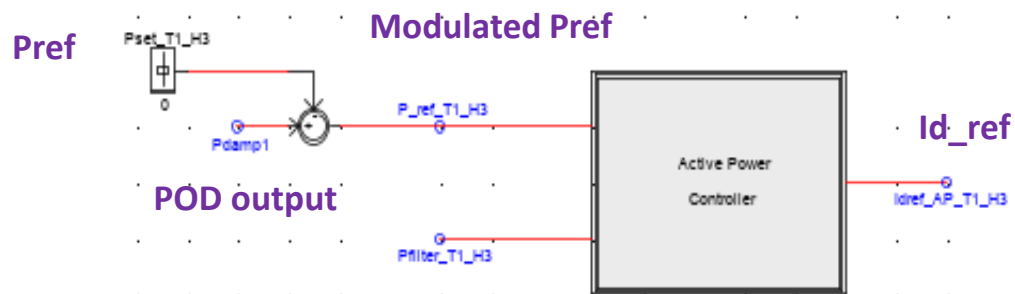 Modulated Pref
Pref
Pset_T1_H3
0
P_ref_T1_H3
Pdamp1
Id_ref
Active Power
Controller
POD output
Idref_AP_T1_H3
Pfilter_T1_H3